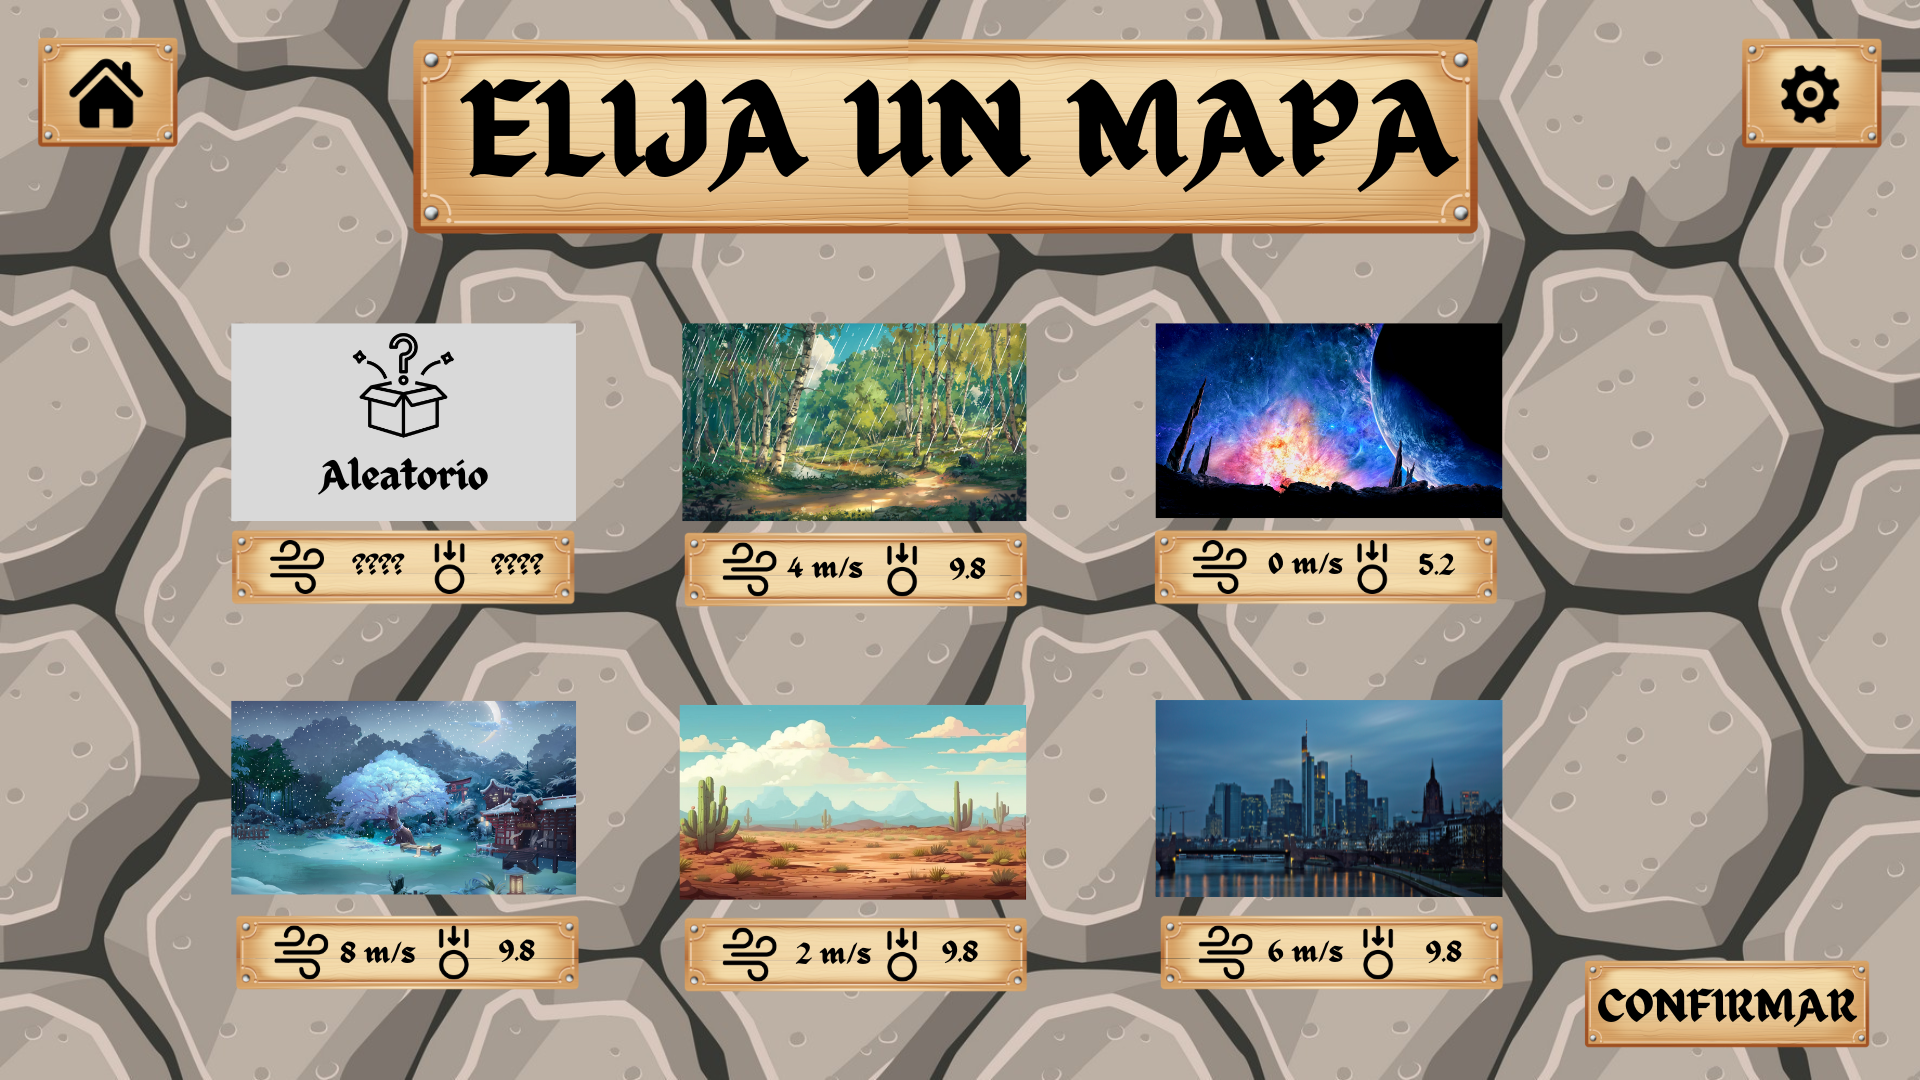 ELIJA UN MAPA
Aleatorio
???? ????
4 m/s 9.8
0 m/s 5.2
8 m/s 9.8
2 m/s 9.8
6 m/s 9.8
CONFIRMAR